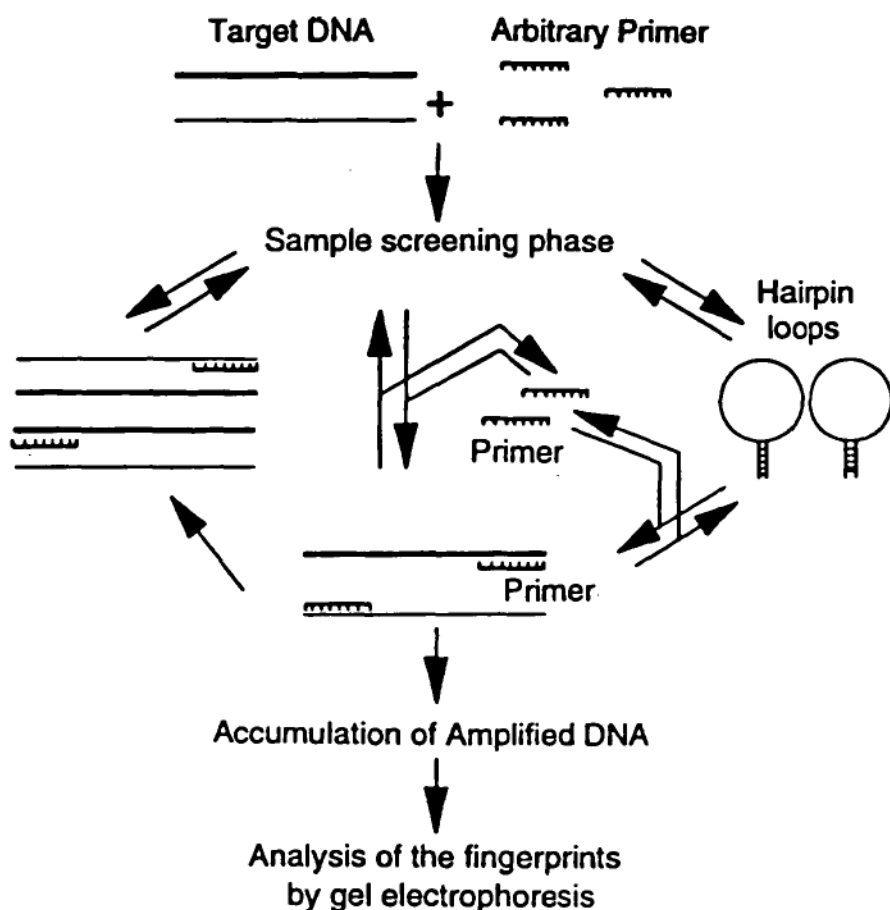 Target DNA
Arbitrary Primer
+
Sample screening phase
Hairpin
loops
Primer
Primer
Accumulation of Amplified DNA
Analysis of the fingerprints
by gel electrophoresis